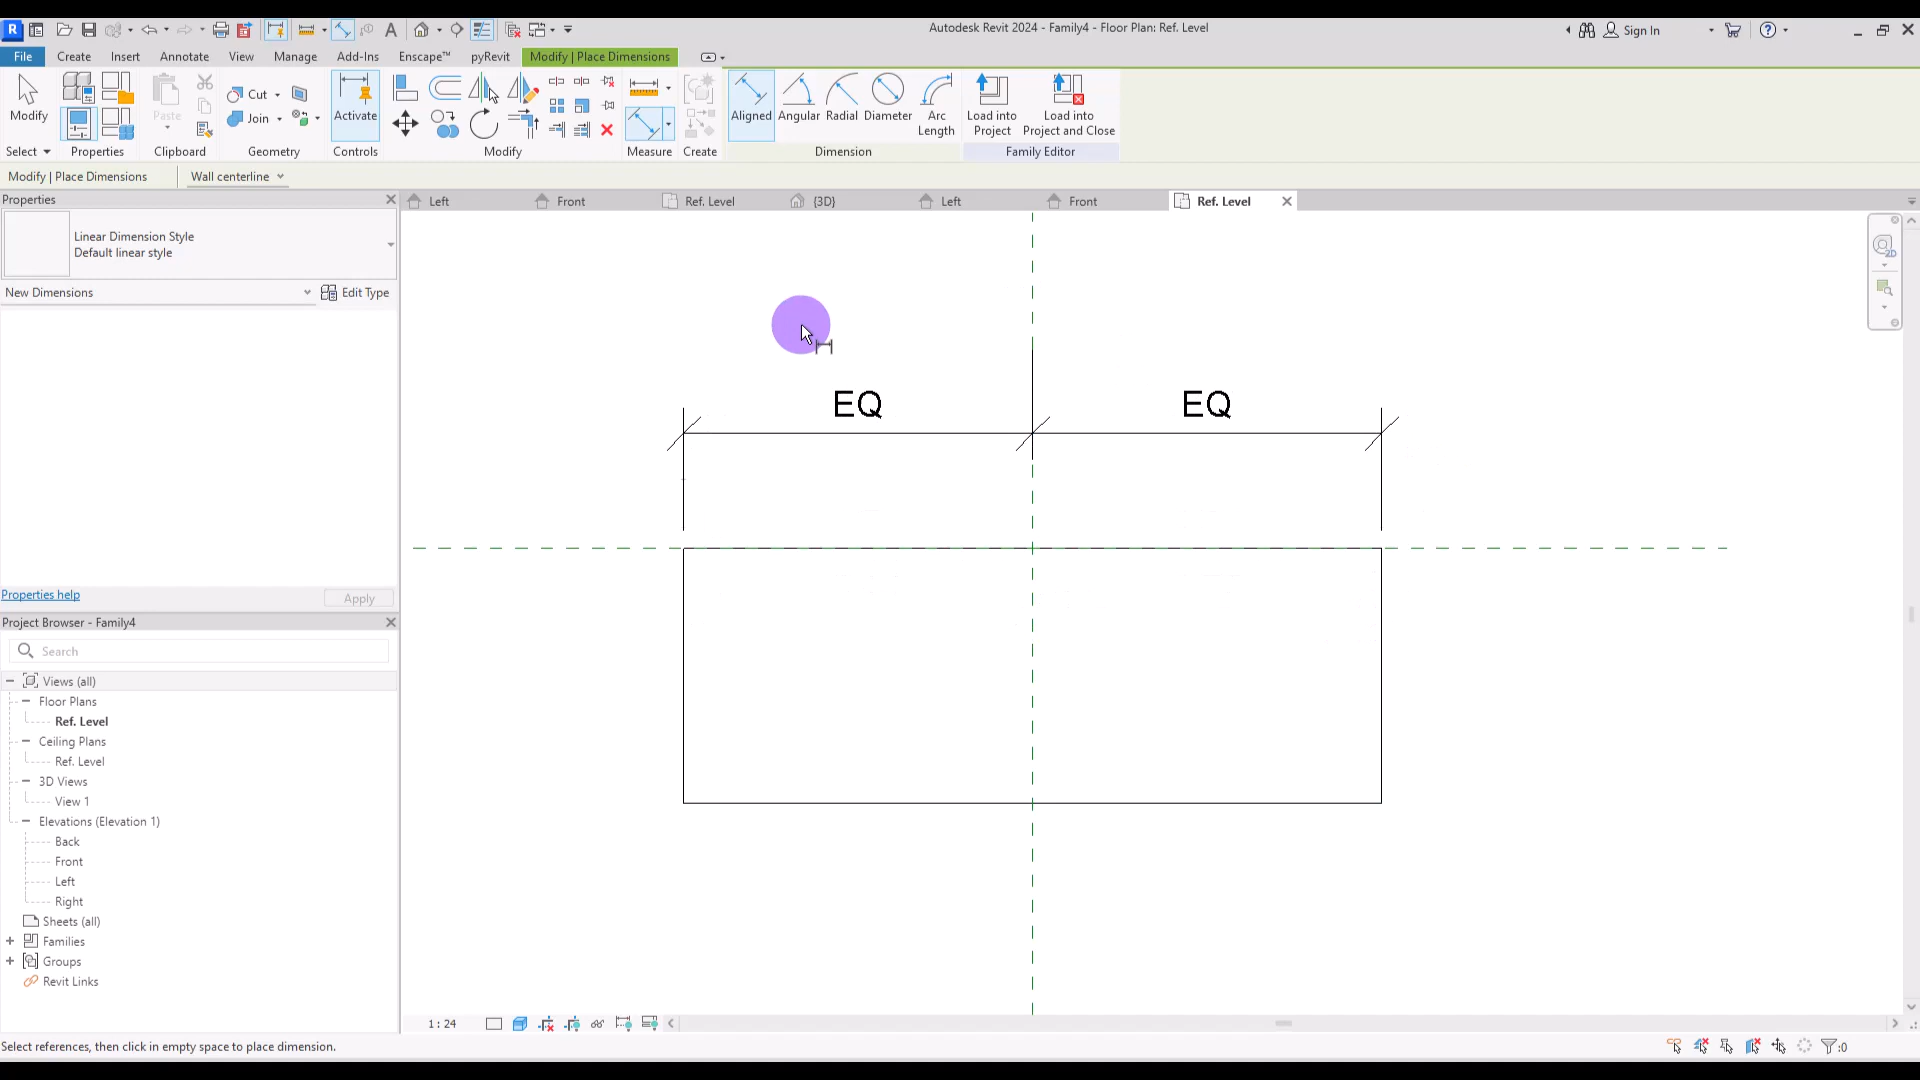 Autodesk Revit 2024 - Family4 - Floor Plan: Ref. Level
Sign In
File Create Insert Annotate View Manage Add-Ins Enscape™ pyRevit Modify | Place Dimensions
Modify
Paste
Cut
Join
Activate
Aligned Angular Radial Diameter Arc Length
Load into Project
Load into Project and Close
Select Properties Clipboard Geometry Controls Modify Measure Create Dimension Family Editor
Modify | Place Dimensions Wall centerline
Properties
Linear Dimension Style
Default linear style
New Dimensions Edit Type
Properties help Apply
Project Browser - Family4
Search
Views (all)
Floor Plans
Ref. Level
Ceiling Plans
Ref. Level
3D Views
View 1
Elevations (Elevation 1)
Back
Front
Left
Right
Sheets (all)
Families
Groups
Revit Links
Left Front Ref. Level {3D} Left Front Ref. Level
2D
EQ EQ
1 : 24
Select references, then click in empty space to place dimension.
:0